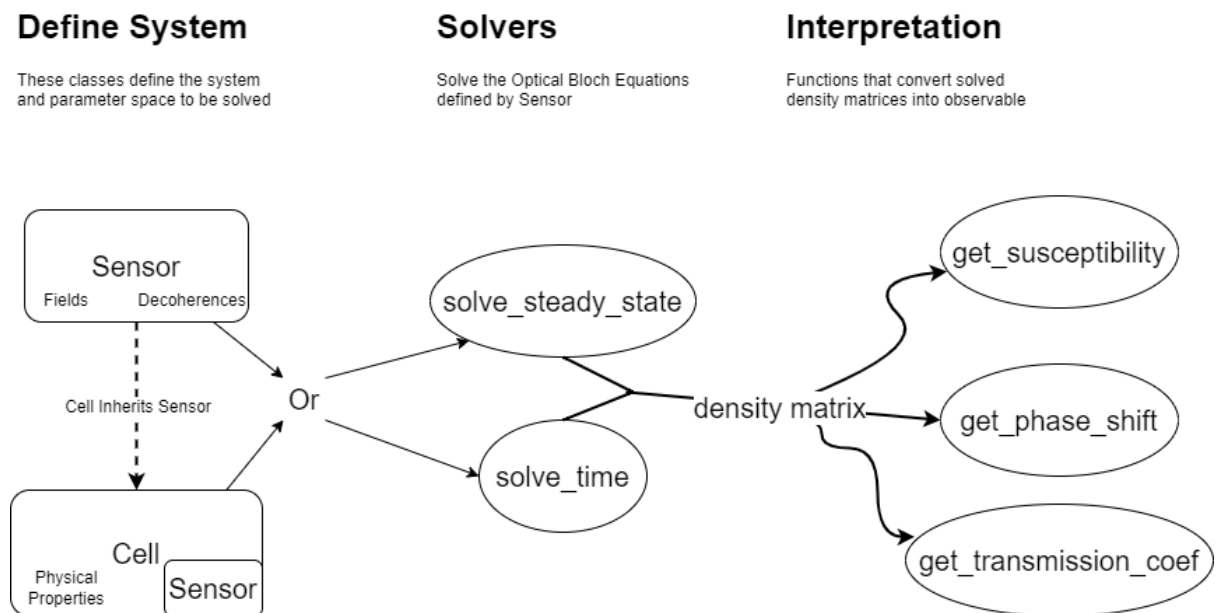 Define System
Solvers
Interpretation
These classes define the system
and parameter space to be solved
Solve the Optical Bloch Equations
defined by Sensor
Functions that convert solved
density matrices into observable
Sensor
Fields
Decoherences
Cell Inherits Sensor
Cell
Physical
Properties
Sensor
Or
solve_steady_state
solve_time
density matrix
get_susceptibility
get_phase_shift
get_transmission_coef